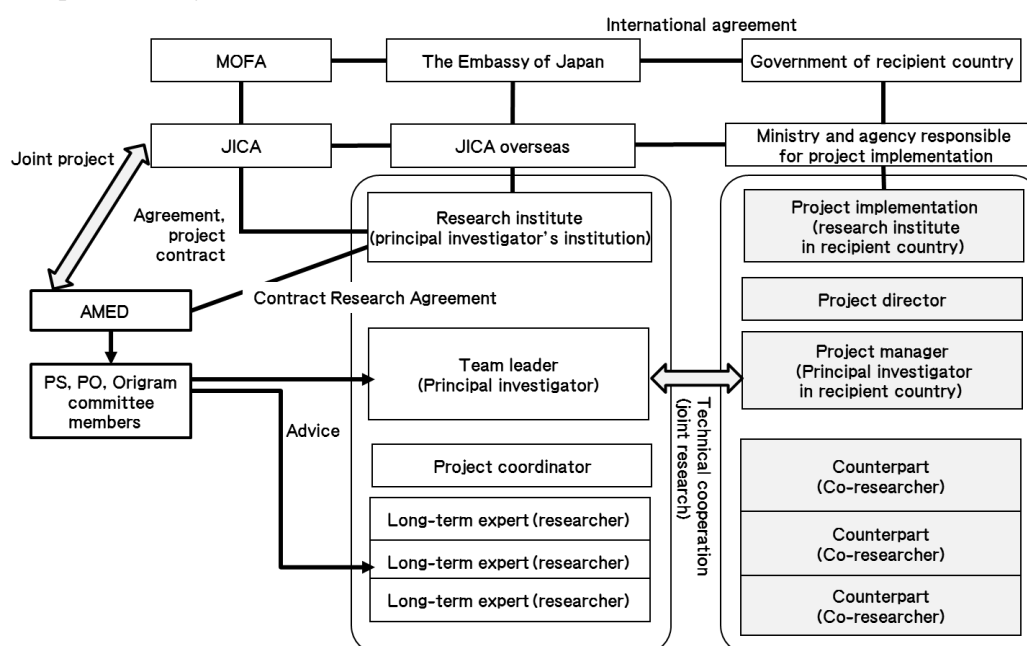 International agreement
MOFA
The Embassy of Japan
Government of recipient country
JICA
JICA overseas
Ministry and agency responsible
for project implementation
Joint project
Agreement,
project
contract
Research institute
(principal investigator's institution)
Project implementation
(research institute
in recipient country)
Contract Research Agreement
AMED
Project director
PS, PO, Origram
committee
members
Team leader
(Principal investigator)
Project manager
(Principal investigator
in recipient country)
Advice
Technical cooperation
(joint research)
Project coordinator
Long-term expert (researcher)
Long-term expert (researcher)
Long-term expert (researcher)
Counterpart
(Co-researcher)
Counterpart
(Co-researcher)
Counterpart
(Co-researcher)